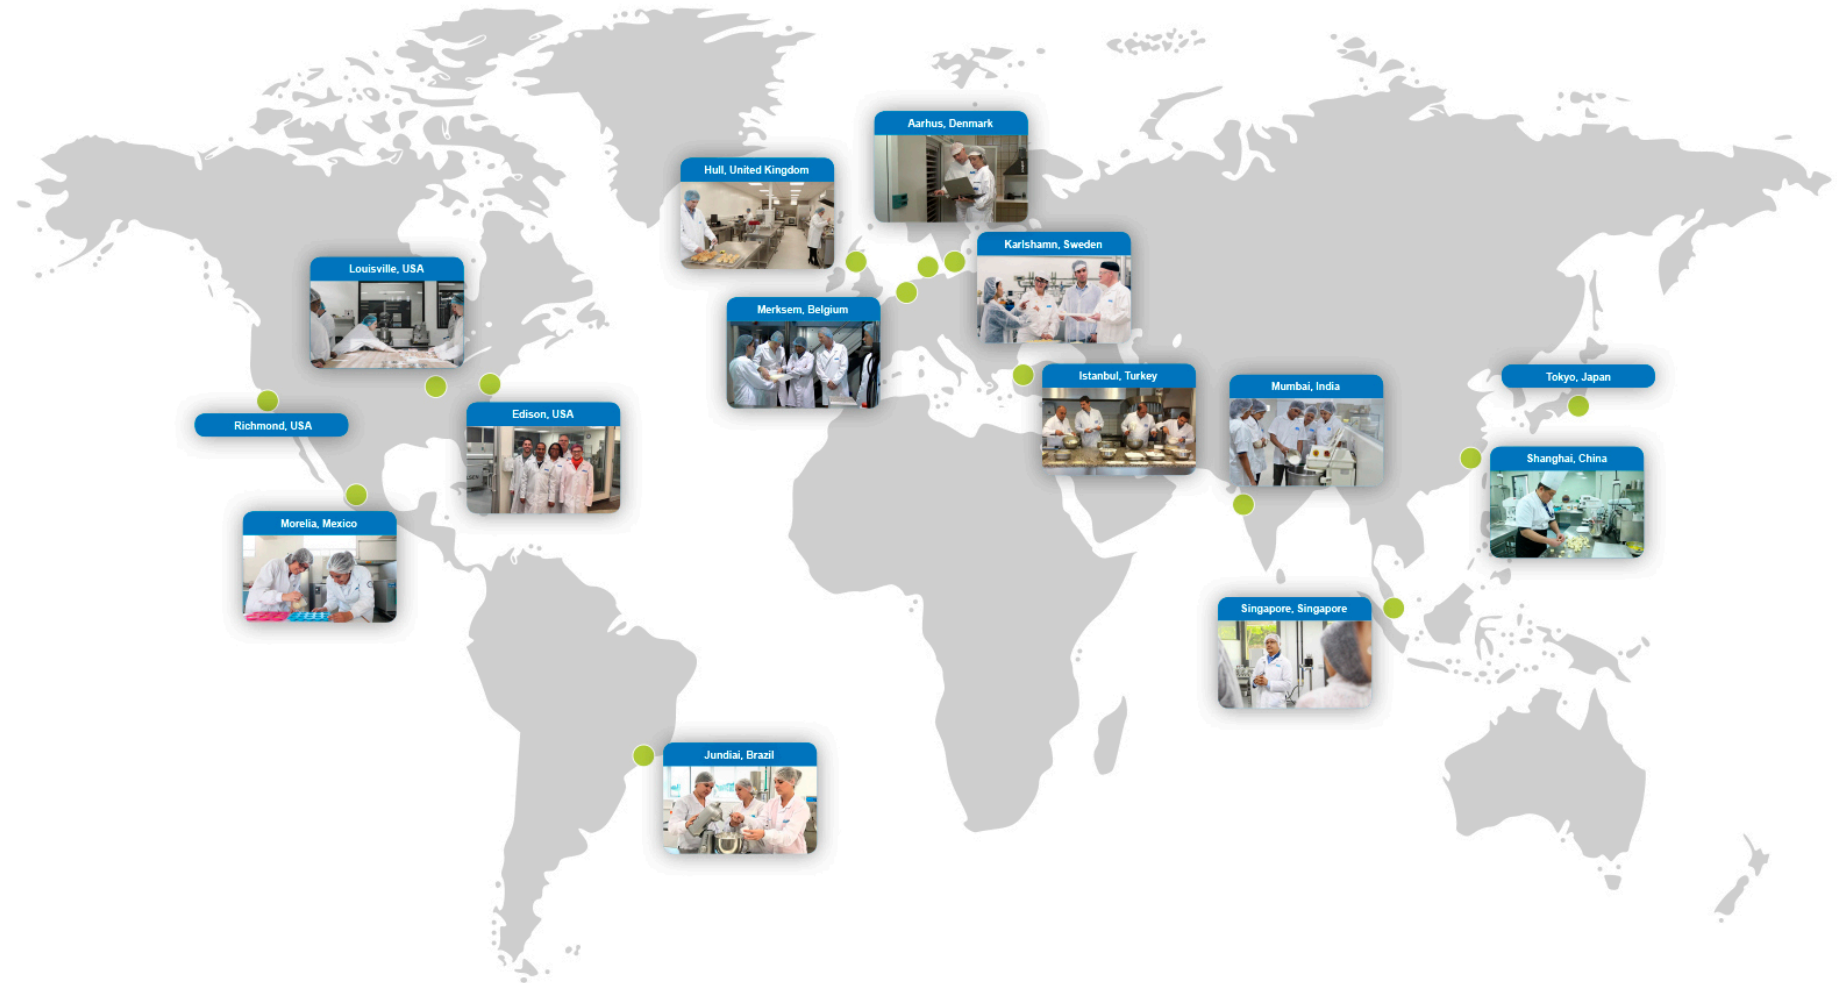 Aarhus, Denmark
Hull, United Kingdom
Karlshamn, Sweden
Louisville, USA
Merksem, Belgium
Istanbul, Turkey
Mumbai, India
Tokyo, Japan
Edison, USA
Richmond, USA
Shanghai, China
Morelia, Mexico
Singapore, Singapore
Jundiai, Brazil